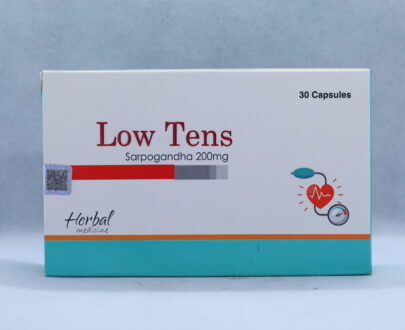 30 Capsules
Low Tens
Sarpogandha 200mg
Herbal
medicine